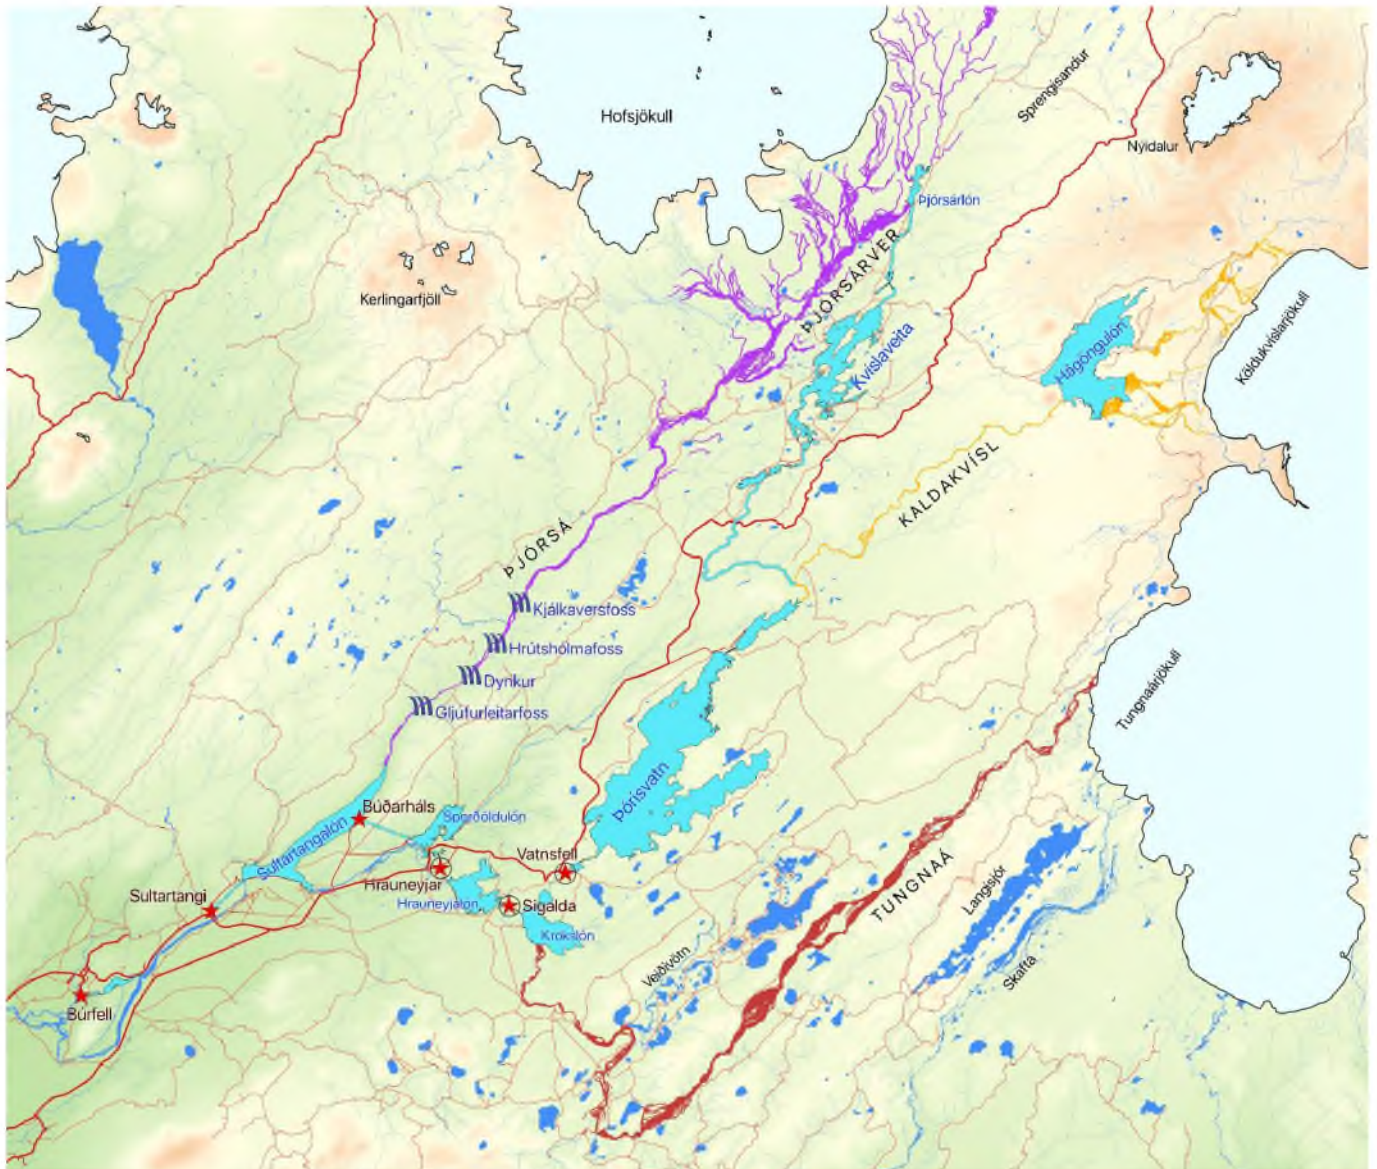 Hofsjökull
Sprengisandur
Nýidalur
Þjórsárlón
ÞJÓRSÁRVER
Kerlingarfjöll
Hágöngulón
Köldukvíslarjökull
Kvíslaveita
KALDAKVÍSL
ÞJÓRSÁ
Kjálkaversfoss
Hrútshólmafoss
Dynkur
Gljúfurleitarfoss
Tungnaárjökull
Þórisvatn
Búðarháls
Sporðöldulón
Sultartangalón
Vatnsfell
Hrauneyjar
Hrauneyjalón
Sigalda
Sultartangi
Krókslón
TUNGNAÁ
Langisjór
Veiðivötn
Skaftá
Búrfell